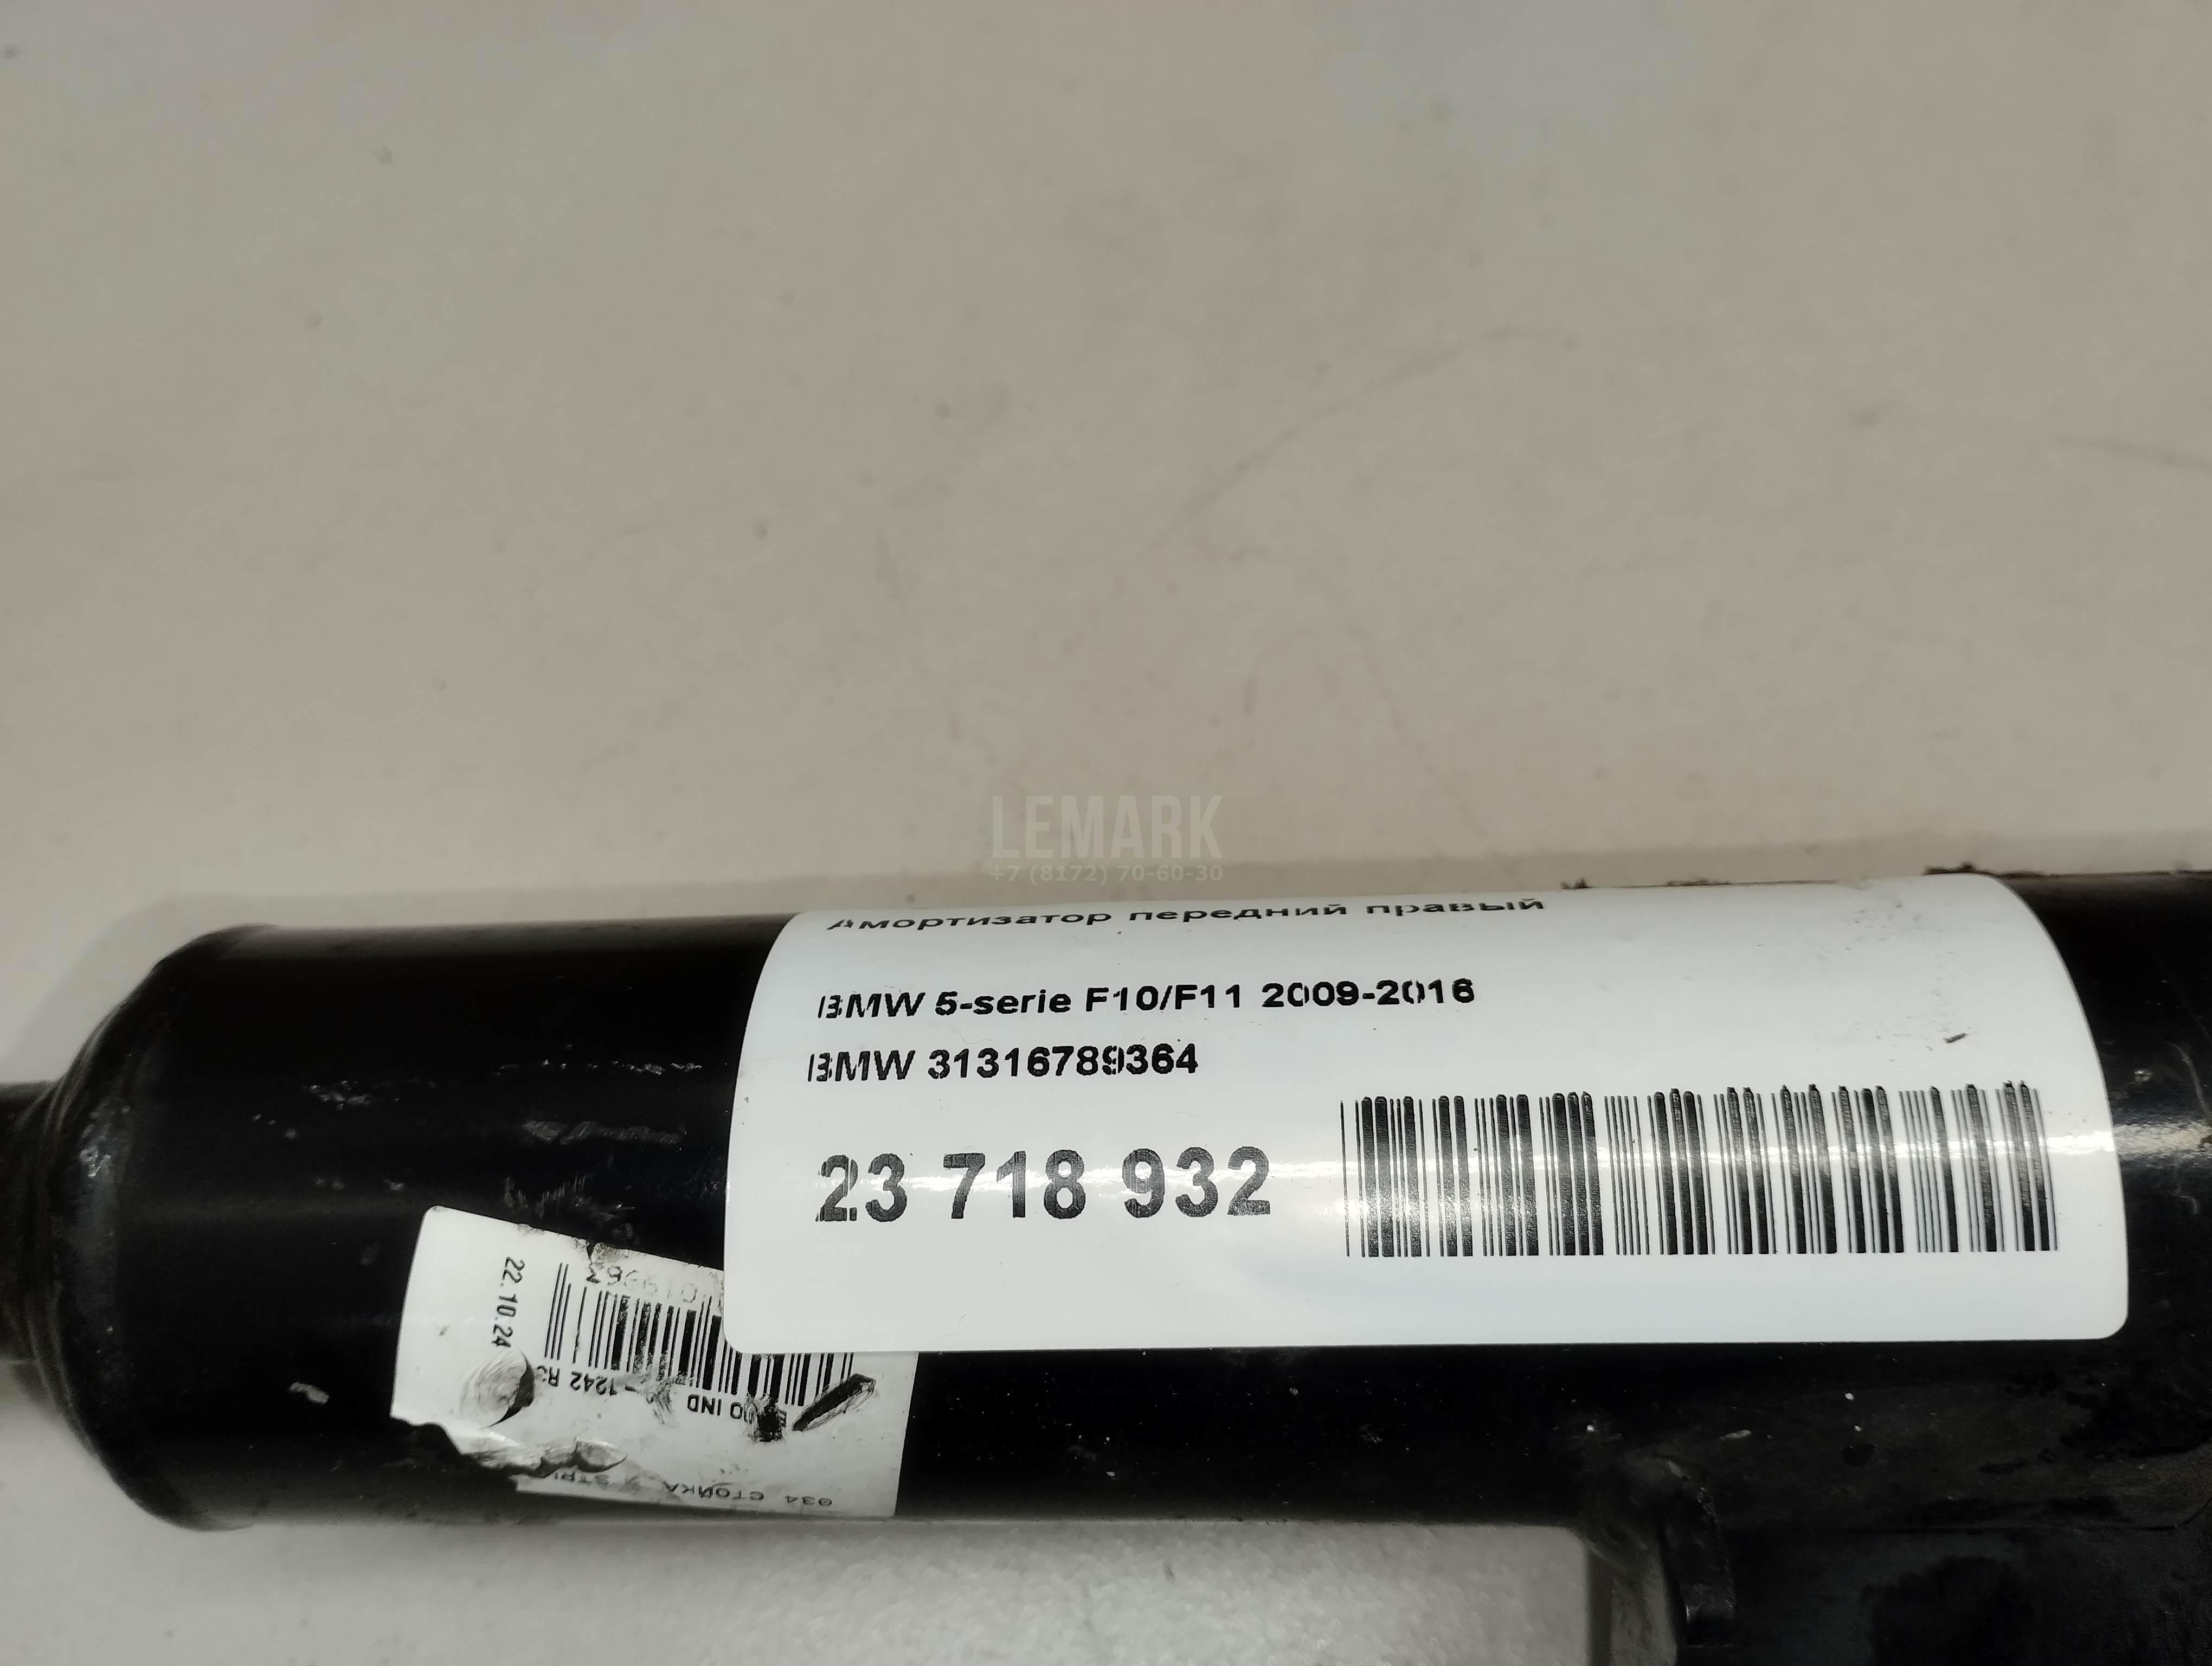 LEMARK
+7 (8172) 70-60-30
Амортизатор передний правый
BMW 5-serie F10/F11 2009-2016
BMW 31316789364
23 718 932
22.10.24
1242
IND
СТОЙКА